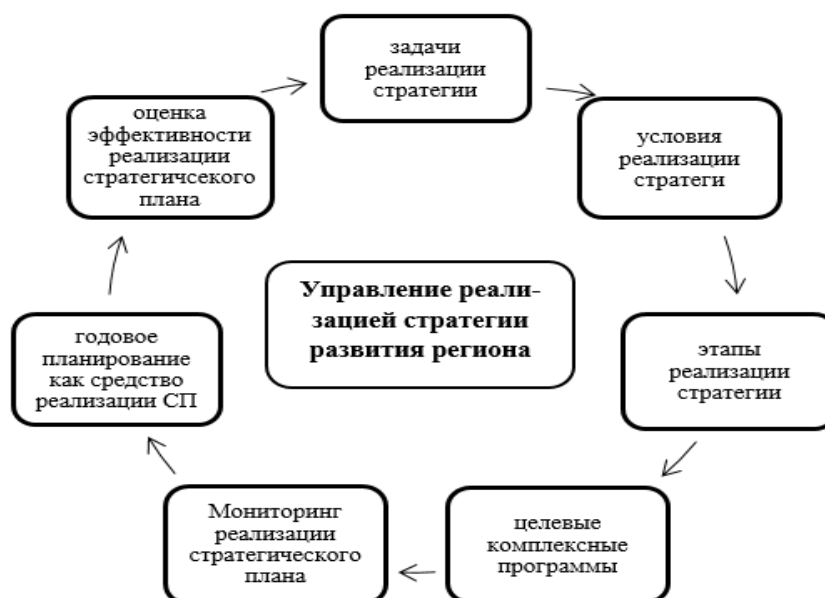 задачи
реализации
стратегии
условия
реализации
стратеги
этапы
реализации
стратегии
целевые
комплексные
программы
Мониторинг
реализации
стратегического
плана
годовое
планирование
как средство
реализации СП
оценка
эффективности
реализации
стратегичсекого
плана
Управление реали-
зацией стратегии
развития региона